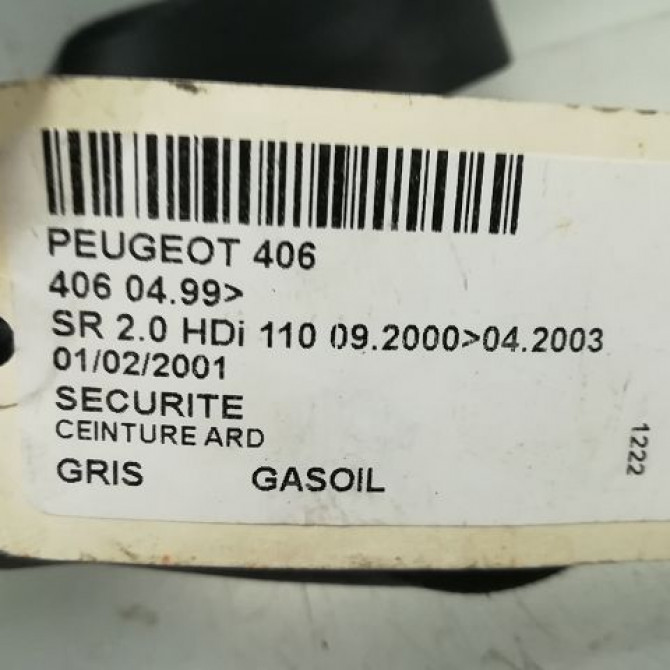 PEUGEOT 406
406 04.99>
SR 2.0 HDi 110 09.2000>04.2003
01/02/2001
SECURITE
CEINTURE ARD
GRIS GASOIL
1222